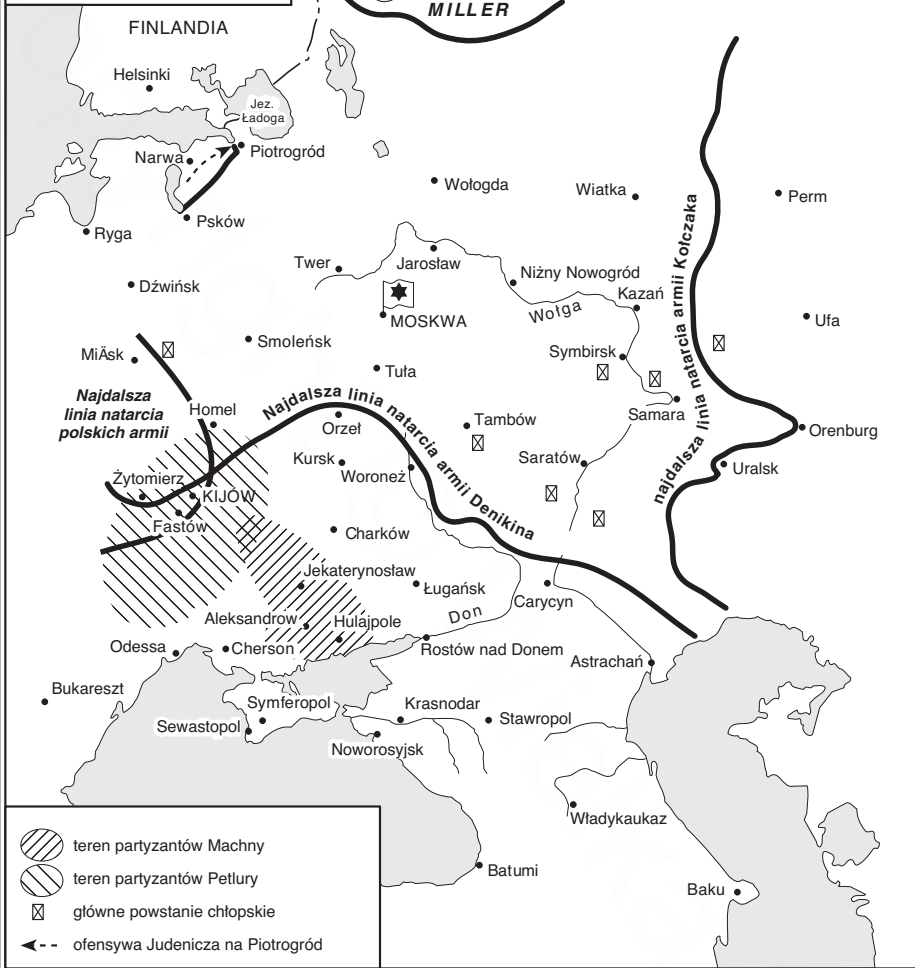 MILLER
FINLANDIA
Helsinki
Jez.
Ładoga
Narwa
Piotrogród
Psków
Ryga
Wołogda
Wiatka
Perm
Twer
Jarosław
Niżny Nowogród
Wołga
Kazań
Dźwińsk
MOSKWA
Ufa
Smoleńsk
MiÄsk
Symbirsk
Tuła
Samara
Najdalsza
linia natarcia
polskich armii
Homel
Najdalsza linia natarcia armii Denikina
najdalsza linia natarcia armii Kołczaka
Orzeł
Tambów
Orenburg
Kursk
Woroneż
Saratów
Uralsk
Żytomierz
KIJÓW
Fastów
Charków
Jekaterynosław
Ługańsk
Carycyn
Don
Aleksandrow
Hulajpole
Odessa
Cherson
Rostów nad Donem
Astrachań
Bukareszt
Symferopol
Krasnodar
Sewastopol
Stawropol
Noworosyjsk
Władykaukaz
Batumi
Baku
teren partyzantów Machny
teren partyzantów Petlury
główne powstanie chłopskie
ofensywa Judenicza na Piotrogród